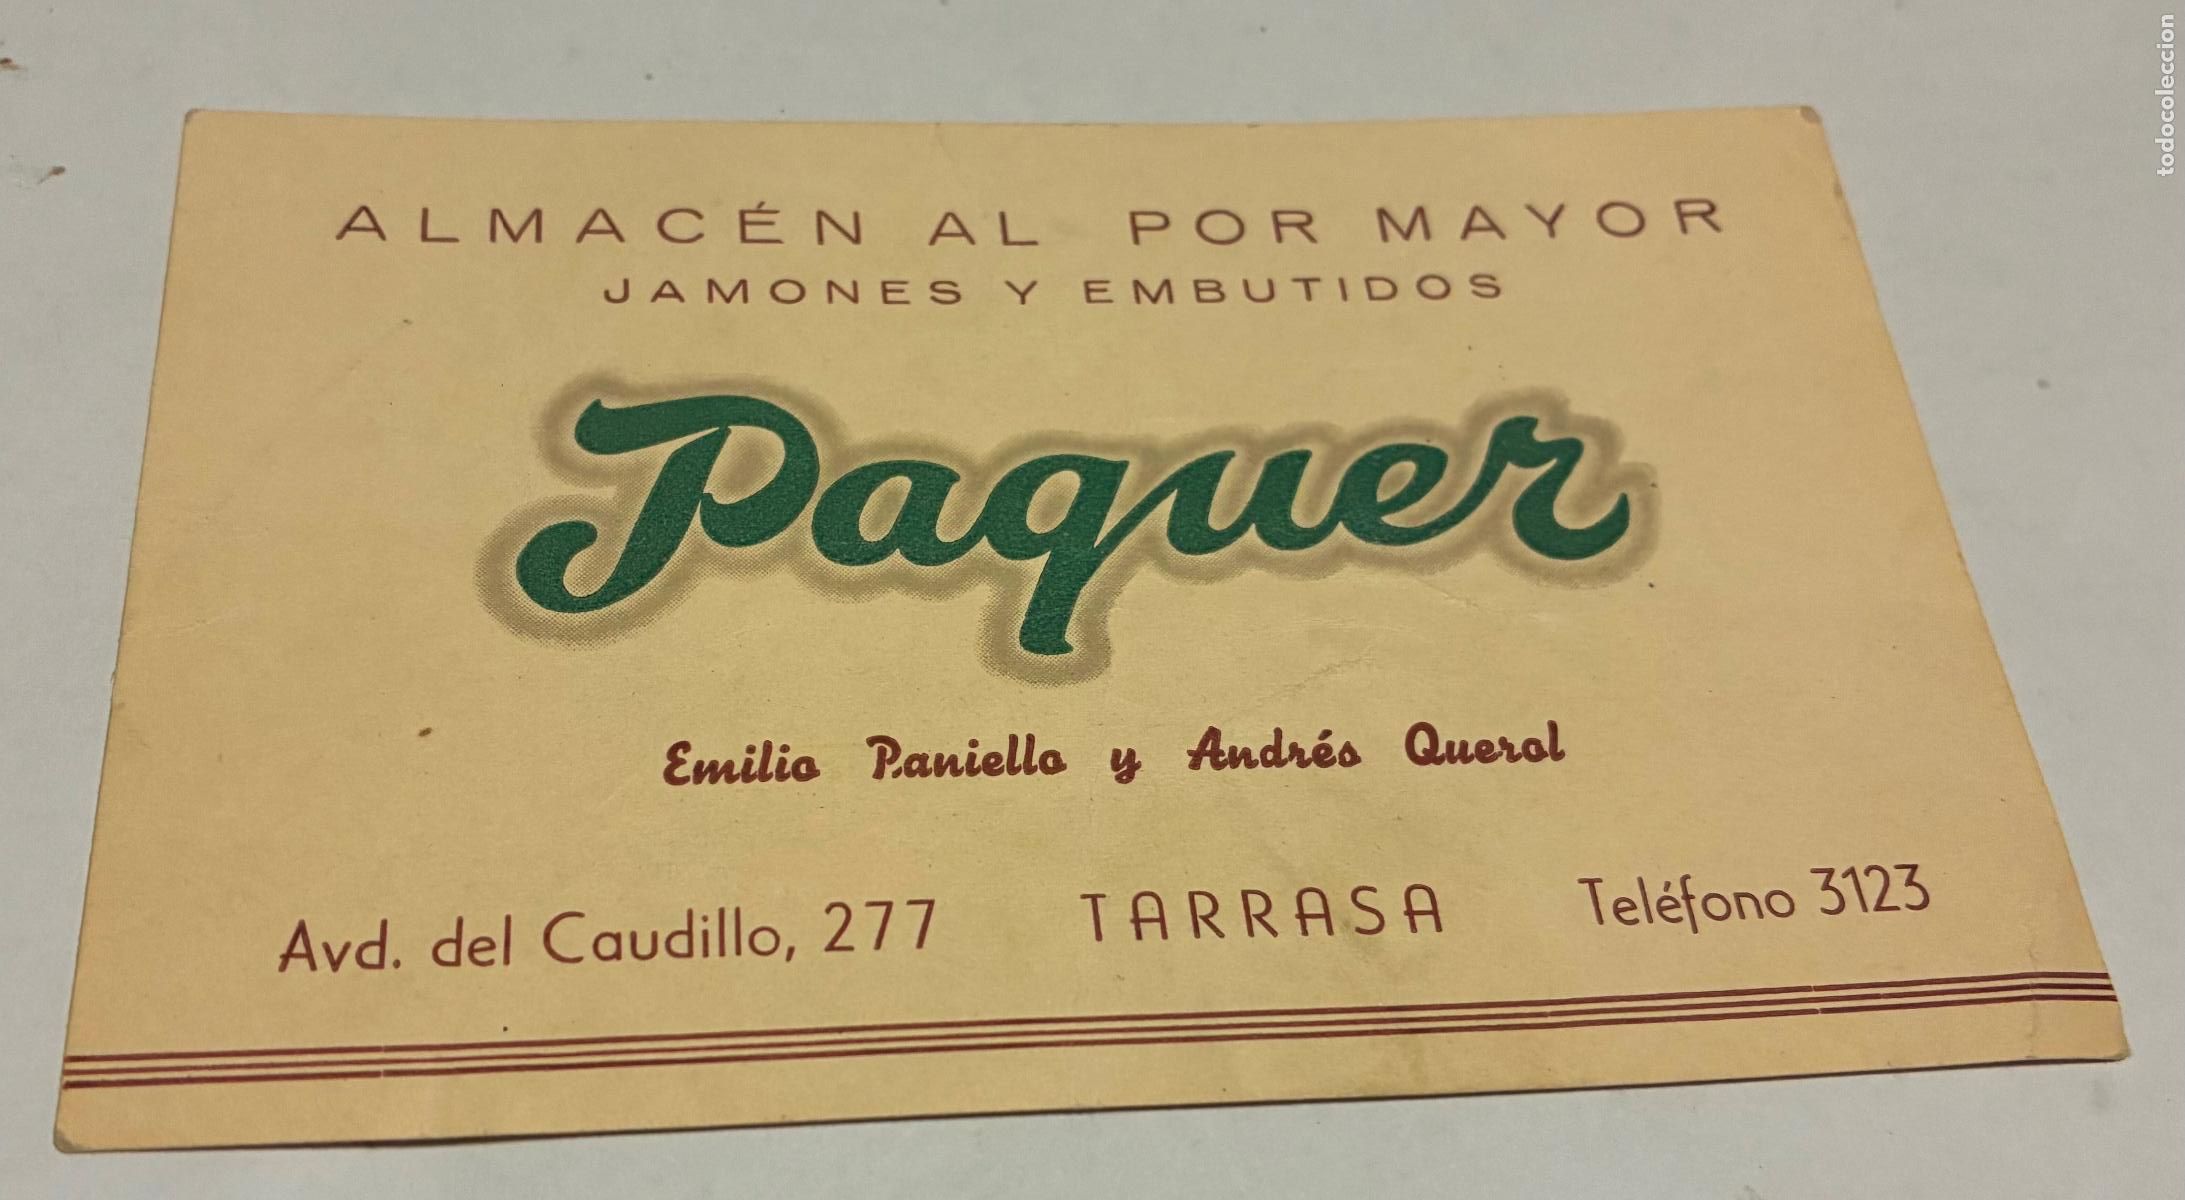 ALMACÉN AL POR MAYOR
JAMONES Y EMBUTIDOS
Paquer
Emilio Paniello y Andrés Querol
Avd. del Caudillo, 277 TARRASA Teléfono 3123
todocoleccion